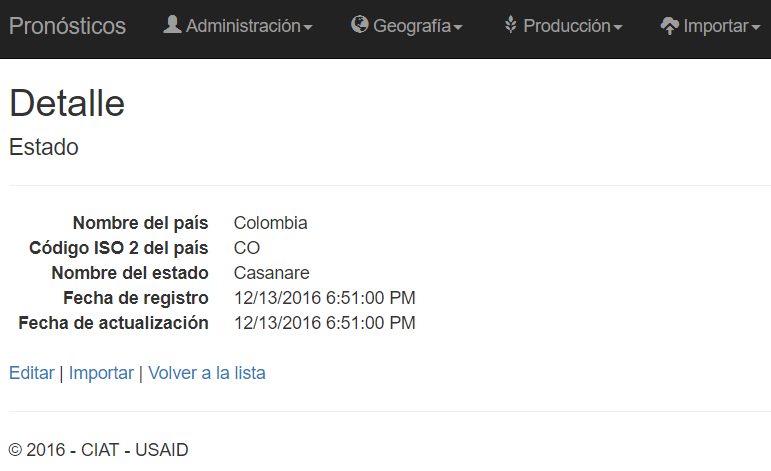 Pronósticos Administración Geografía Producción Importar
Detalle
Estado
Nombre del país Colombia
Código ISO 2 del país CO
Nombre del estado Casanare
Fecha de registro 12/13/2016 6:51:00 PM
Fecha de actualización 12/13/2016 6:51:00 PM
Editar | Importar | Volver a la lista
© 2016 - CIAT - USAID